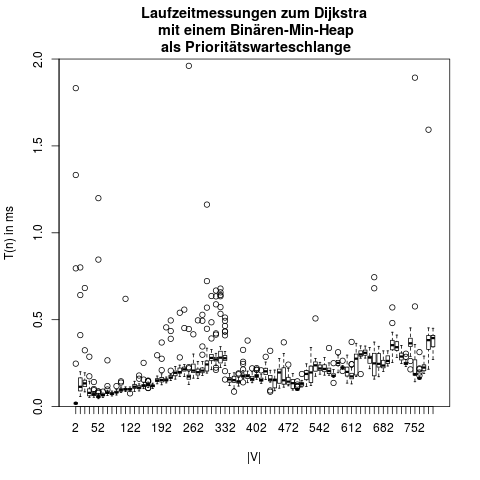 Laufzeitmessungen zum Dijkstra
mit einem Binären-Min-Heap
als Prioritätswarteschlange
T(n) in ms
2.0
1.5
1.0
0.5
0.0
2 52 122 192 262 332 402 472 542 612 682 752
|V|